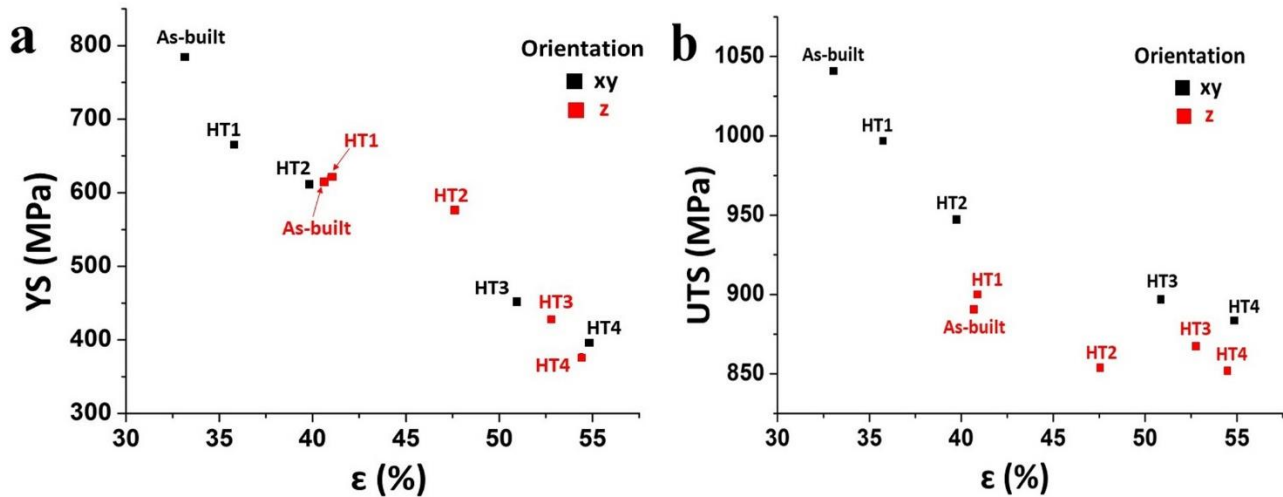 a
As-built
Orientation
xy
z
HT1
HT1
HT2
As-built
HT2
HT3
HT3
HT4
HT4
800
700
600
500
400
300
YS (MPa)
30 35 40 45 50 55
ε (%)
b
As-built
Orientation
xy
z
HT1
HT2
HT1
As-built
HT3
HT4
HT3
HT2
HT4
1050
1000
950
900
850
UTS (MPa)
30 35 40 45 50 55
ε (%)